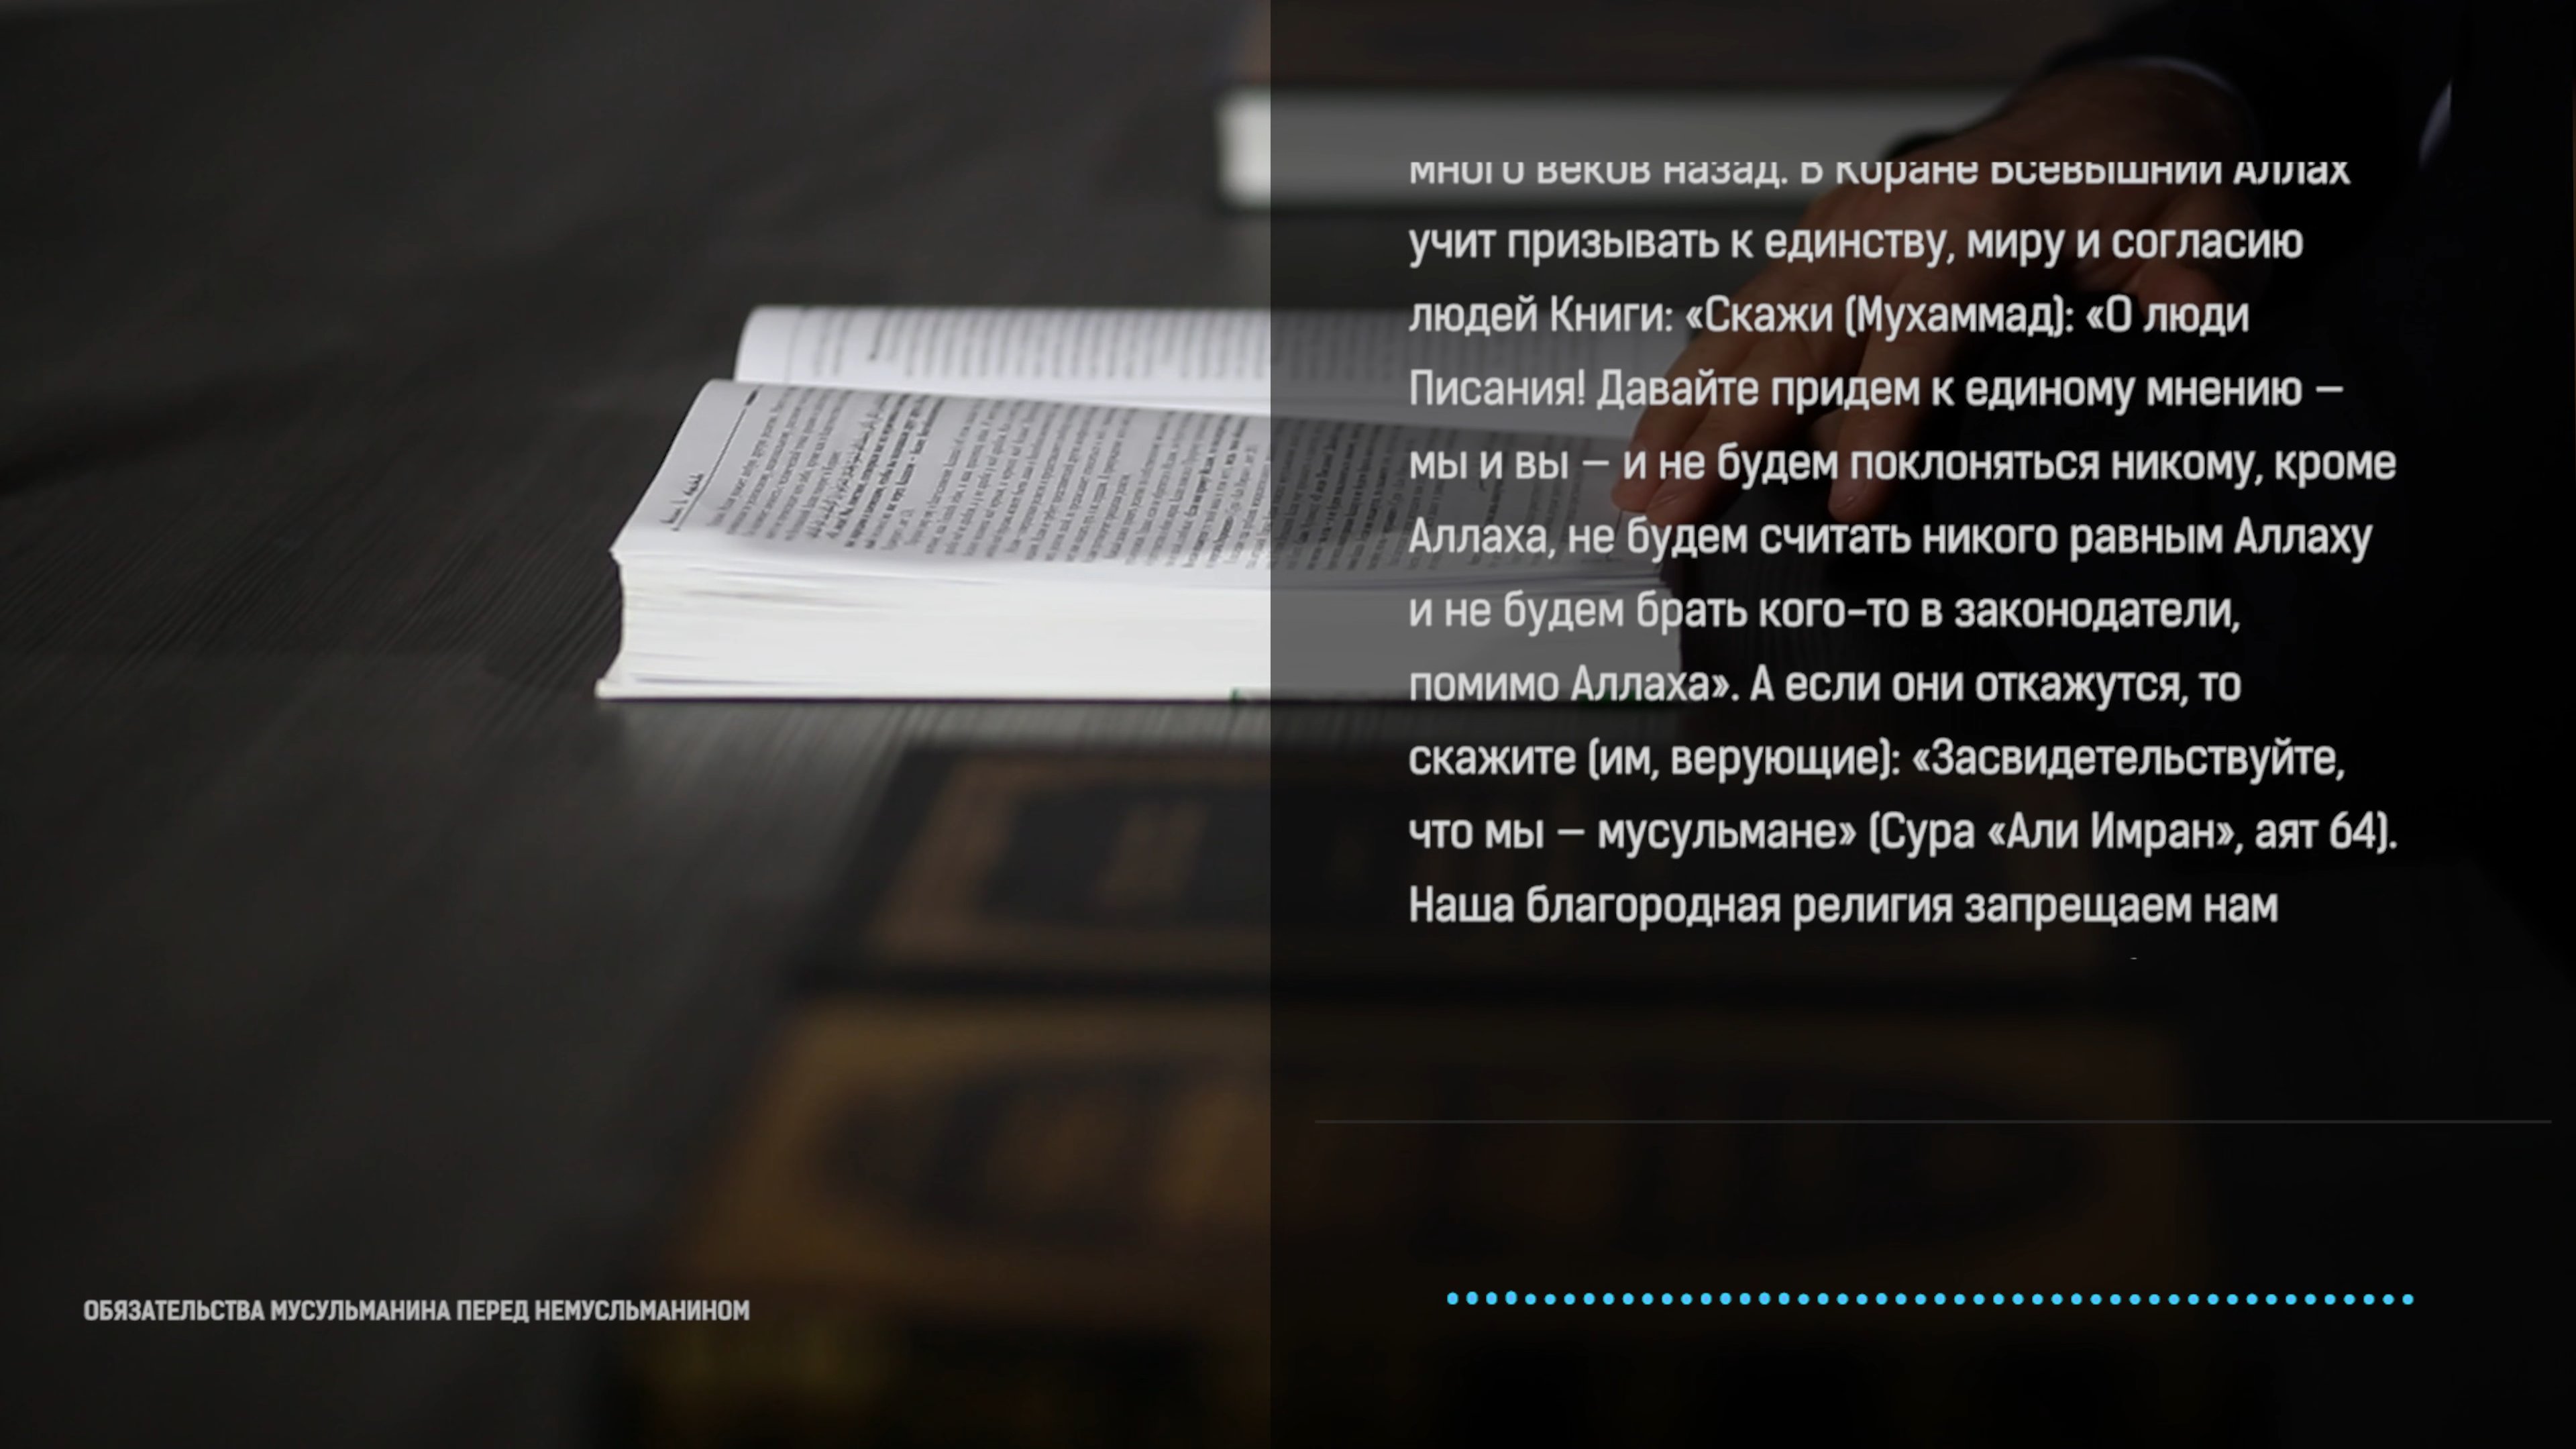 много веков назад. В Коране Всевышний Аллах
учит призывать к единству, миру и согласию
людей Книги: «Скажи (Мухаммад): «О люди
Писания! Давайте придем к единому мнению –
мы и вы – и не будем поклоняться никому, кроме
Аллаха, не будем считать никого равным Аллаху
и не будем брать кого-то в законодатели,
помимо Аллаха». А если они откажутся, то
скажите (им, верующие): «Засвидетельствуйте,
что мы – мусульмане» (Сура «Али Имран», аят 64).
Наша благородная религия запрещаем нам
ОБЯЗАТЕЛЬСТВА МУСУЛЬМАНИНА ПЕРЕД НЕМУСЛЬМАНИНОМ